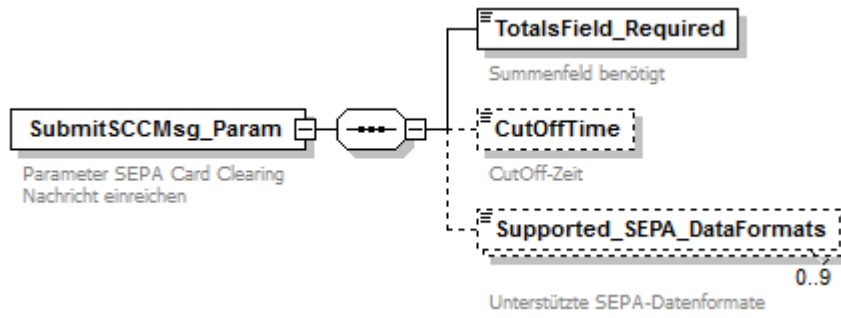 TotalsField_Required
Summenfeld benötigt
SubmitSCCMsg_Param
Parameter SEPA Card Clearing
Nachricht einreichen
CutOffTime
CutOff-Zeit
Supported_SEPA_DataFormats
0..9
Unterstützte SEPA-Datenformate